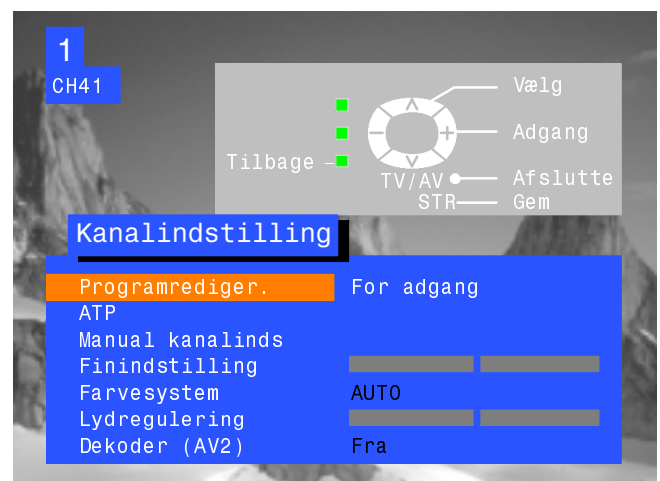 1
CH41
Vælg
Adgang
Tilbage
TV/AV Afslutte
STR Gem
Kanalindstilling
Programrediger. For adgang
ATP
Manual kanalinds
Finindstilling
Farvesystem AUTO
Lydregulering
Dekoder (AV2) Fra